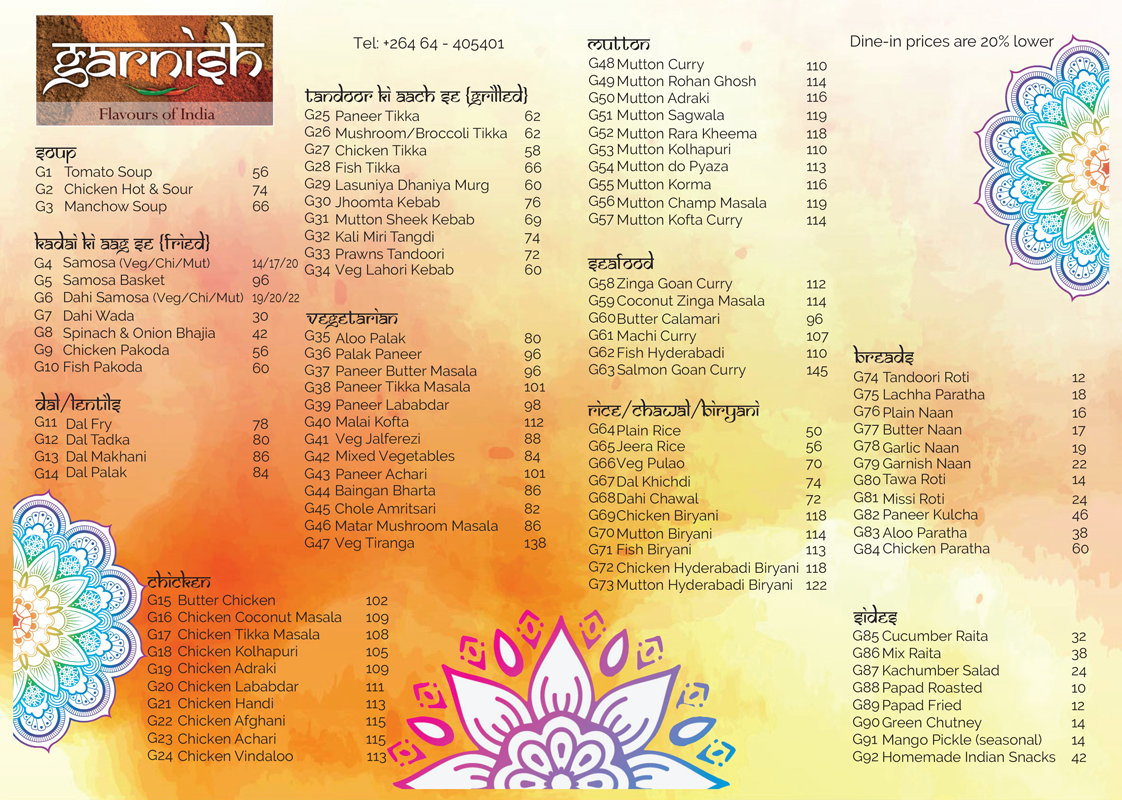 garnish
Flavours of India
Tel: +264 64 - 405401
Dine-in prices are 20% lower
soup
G1 Tomato Soup 56
G2 Chicken Hot & Sour 74
G3 Manchow Soup 66
kadai ki aag se {fried}
G4 Samosa (Veg/Chi/Mut) 14/17/20
G5 Samosa Basket 96
G6 Dahi Samosa (Veg/Chi/Mut) 19/20/22
G7 Dahi Wada 30
G8 Spinach & Onion Bhajia 42
G9 Chicken Pakoda 56
G10 Fish Pakoda 60
dal/lentils
G11 Dal Fry 78
G12 Dal Tadka 80
G13 Dal Makhani 86
G14 Dal Palak 84
chicken
G15 Butter Chicken 102
G16 Chicken Coconut Masala 109
G17 Chicken Tikka Masala 108
G18 Chicken Kolhapuri 105
G19 Chicken Adraki 109
G20 Chicken Lababdar 111
G21 Chicken Handi 113
G22 Chicken Afghani 115
G23 Chicken Achari 115
G24 Chicken Vindaloo 113
tandoor ki aach se {grilled}
G25 Paneer Tikka 62
G26 Mushroom/Broccoli Tikka 62
G27 Chicken Tikka 58
G28 Fish Tikka 66
G29 Lasuniya Dhaniya Murg 60
G30 Jhoomta Kebab 76
G31 Mutton Sheek Kebab 69
G32 Kali Miri Tangdi 74
G33 Prawns Tandoori 72
G34 Veg Lahori Kebab 60
vegetarian
G35 Aloo Palak 80
G36 Palak Paneer 96
G37 Paneer Butter Masala 96
G38 Paneer Tikka Masala 101
G39 Paneer Lababdar 98
G40 Malai Kofta 112
G41 Veg Jalferezi 88
G42 Mixed Vegetables 84
G43 Paneer Achari 101
G44 Baingan Bharta 86
G45 Chole Amritsari 82
G46 Matar Mushroom Masala 86
G47 Veg Tiranga 138
mutton
G48 Mutton Curry 110
G49 Mutton Rohan Ghosh 114
G50 Mutton Adraki 116
G51 Mutton Sagwala 119
G52 Mutton Rara Kheema 118
G53 Mutton Kolhapuri 110
G54 Mutton do Pyaza 113
G55 Mutton Korma 116
G56 Mutton Champ Masala 119
G57 Mutton Kofta Curry 114
seafood
G58 Zinga Goan Curry 112
G59 Coconut Zinga Masala 114
G60 Butter Calamari 96
G61 Machi Curry 107
G62 Fish Hyderabadi 110
G63 Salmon Goan Curry 145
rice/chawal/biryani
G64 Plain Rice 50
G65 Jeera Rice 56
G66 Veg Pulao 70
G67 Dal Khichdi 74
G68 Dahi Chawal 72
G69 Chicken Biryani 118
G70 Mutton Biryani 114
G71 Fish Biryani 113
G72 Chicken Hyderabadi Biryani 118
G73 Mutton Hyderabadi Biryani 122
breads
G74 Tandoori Roti 12
G75 Lachha Paratha 18
G76 Plain Naan 16
G77 Butter Naan 17
G78 Garlic Naan 19
G79 Garnish Naan 22
G80 Tawa Roti 14
G81 Missi Roti 24
G82 Paneer Kulcha 46
G83 Aloo Paratha 38
G84 Chicken Paratha 60
sides
G85 Cucumber Raita 32
G86 Mix Raita 38
G87 Kachumber Salad 24
G88 Papad Roasted 10
G89 Papad Fried 12
G90 Green Chutney 14
G91 Mango Pickle (seasonal) 14
G92 Homemade Indian Snacks 42